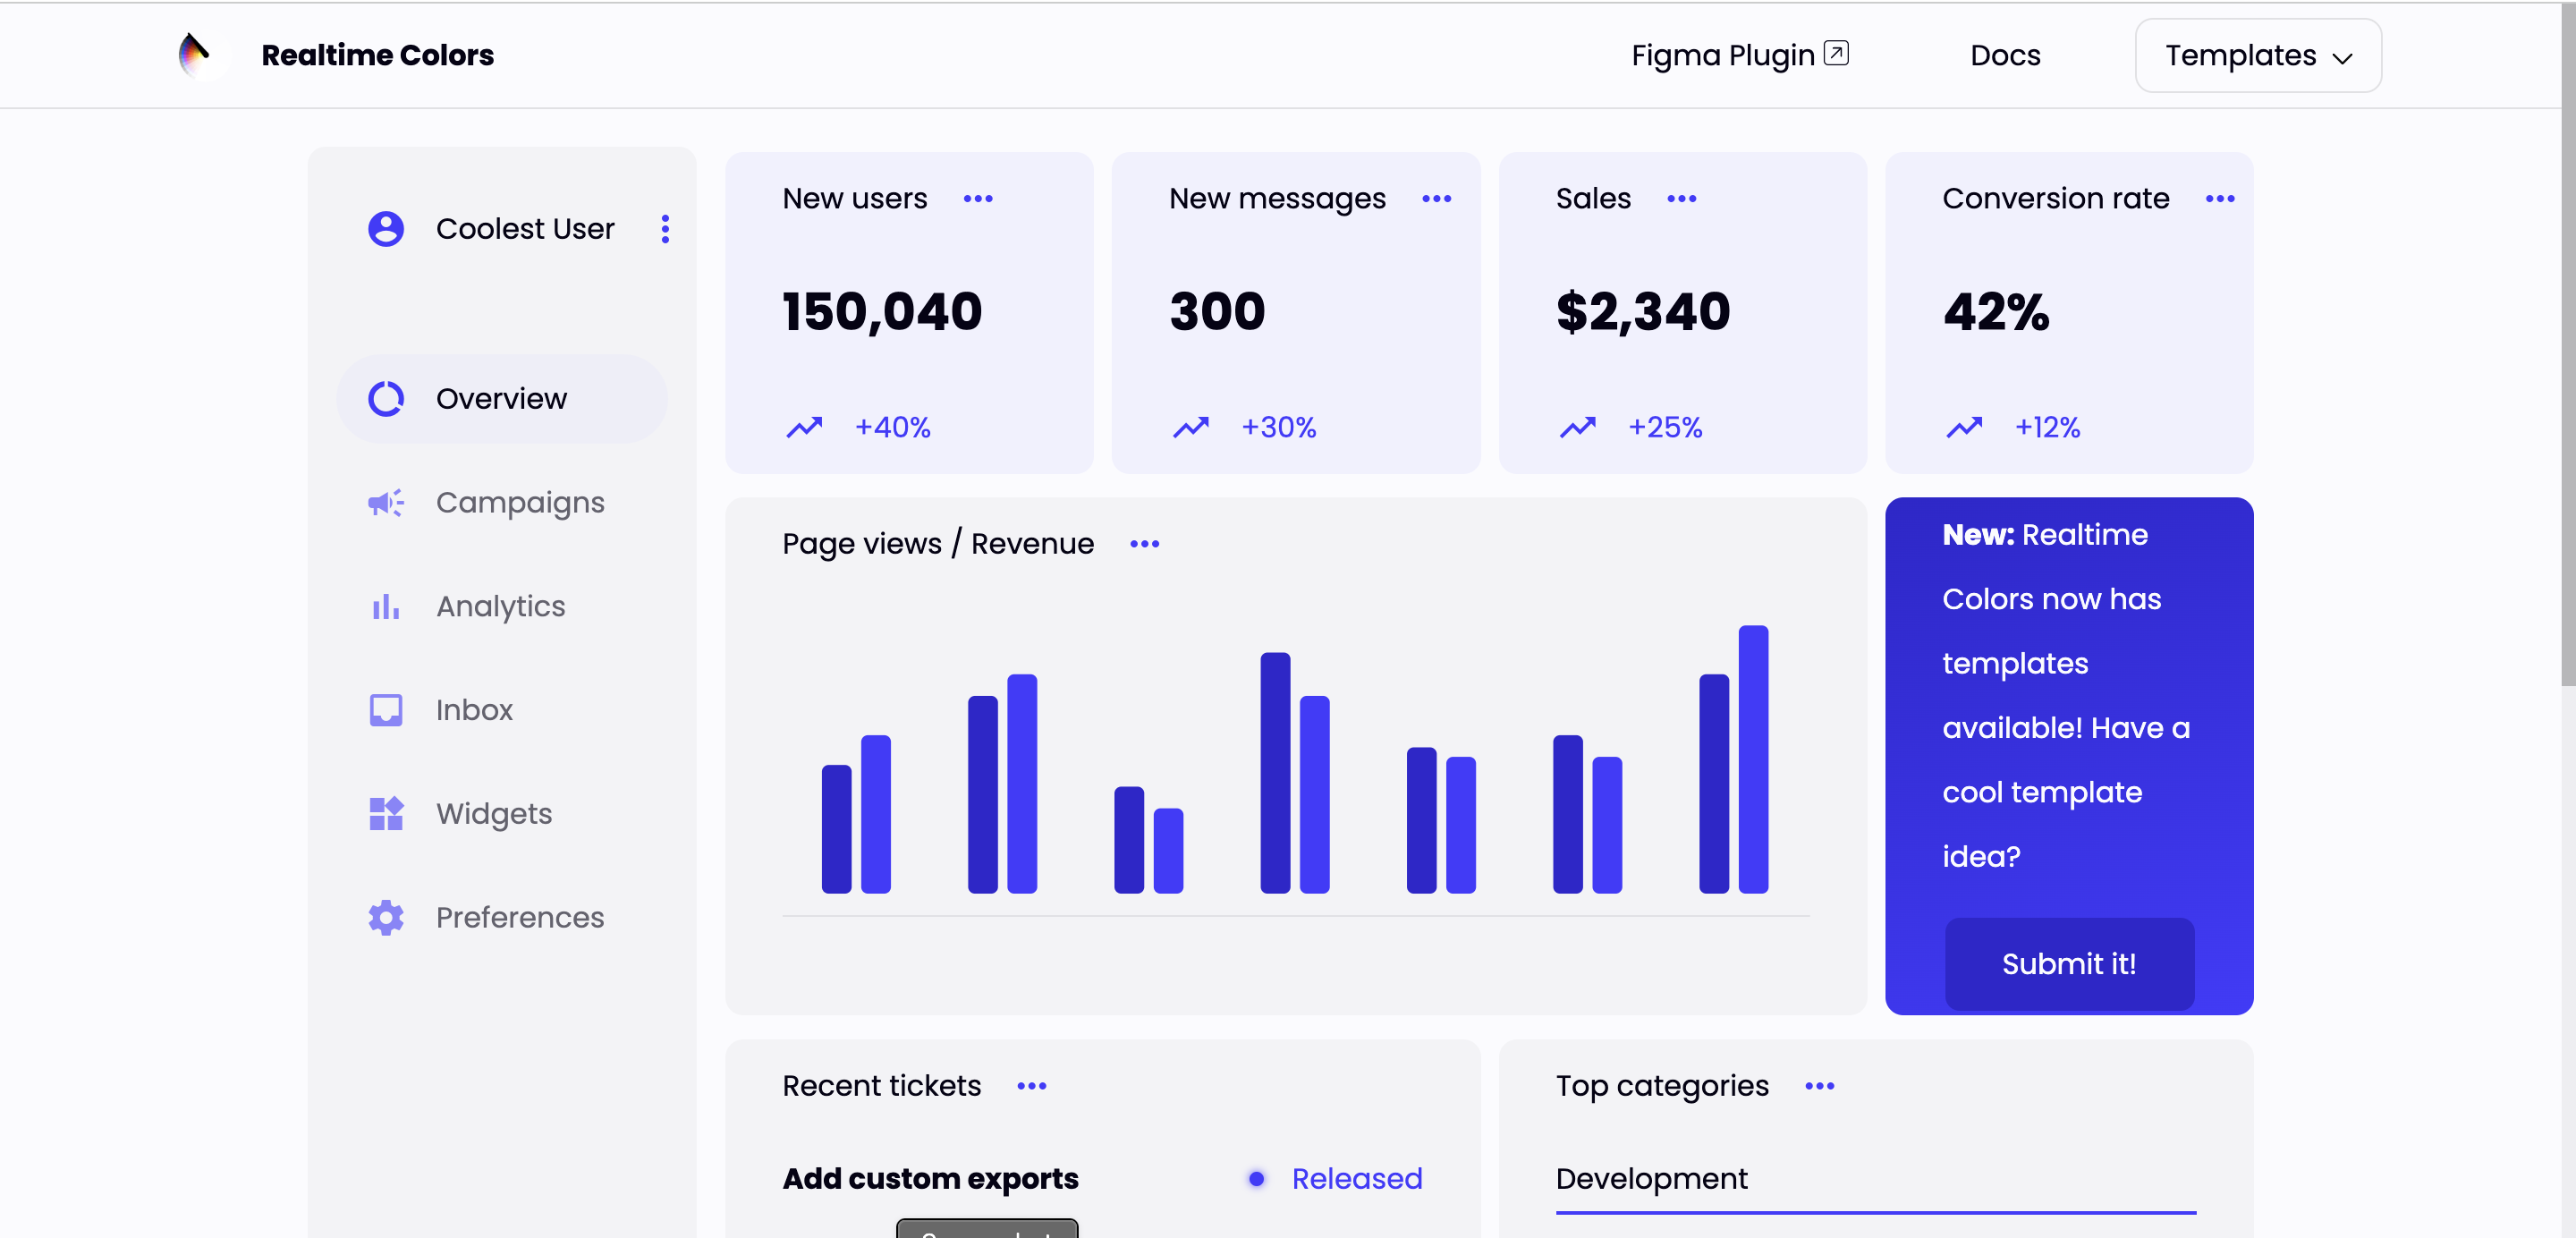 Realtime Colors
Figma Plugin
Docs
Templates
Coolest User
Overview
Campaigns
Analytics
Inbox
Widgets
Preferences
New users
150,040
+40%
New messages
300
+30%
Sales
$2,340
+25%
Conversion rate
42%
+12%
Page views / Revenue
New: Realtime
Colors now has
templates
available! Have a
cool template
idea?
Submit it!
Recent tickets
Add custom exports
Released
Top categories
Development